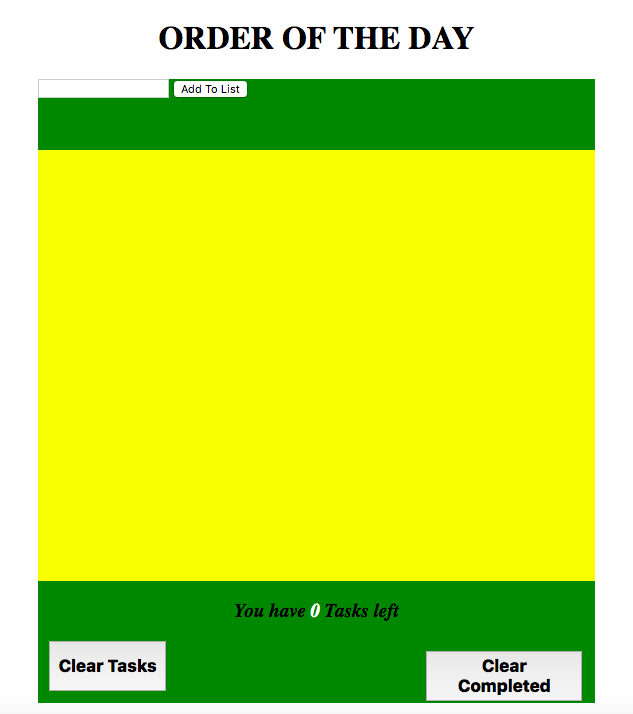 ORDER OF THE DAY
Add To List
You have 0 Tasks left
Clear Tasks
Clear
Completed